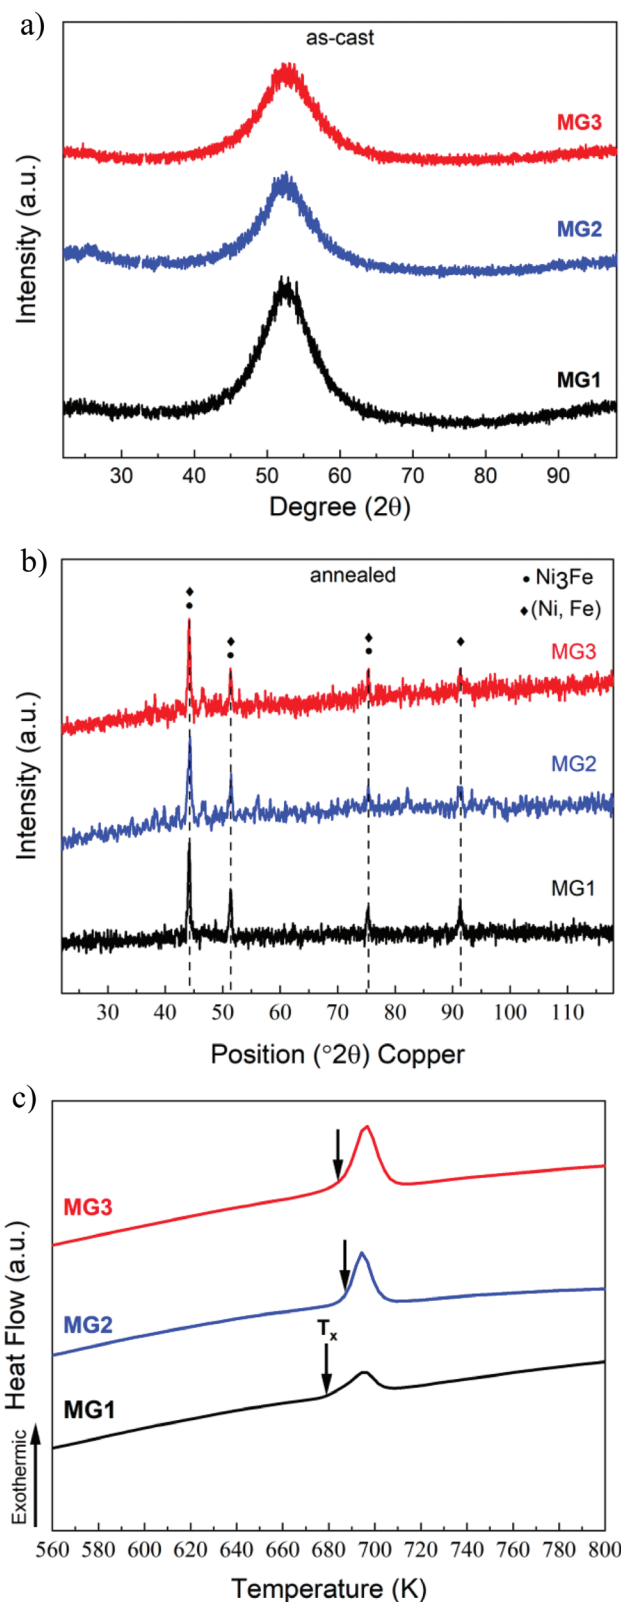 a)
as-cast
MG3
MG2
MG1
Intensity (a.u.)
30 40 50 60 70 80 90
Degree (2θ)
b)
annealed
• Ni3Fe
♦(Ni, Fe)
MG3
MG2
MG1
Intensity (a.u.)
30 40 50 60 70 80 90 100 110
Position (°2θ) Copper
c)
MG3
MG2
Tx
MG1
Heat Flow (a.u.)
Exothermic
560 580 600 620 640 660 680 700 720 740 760 780 800
Temperature (K)